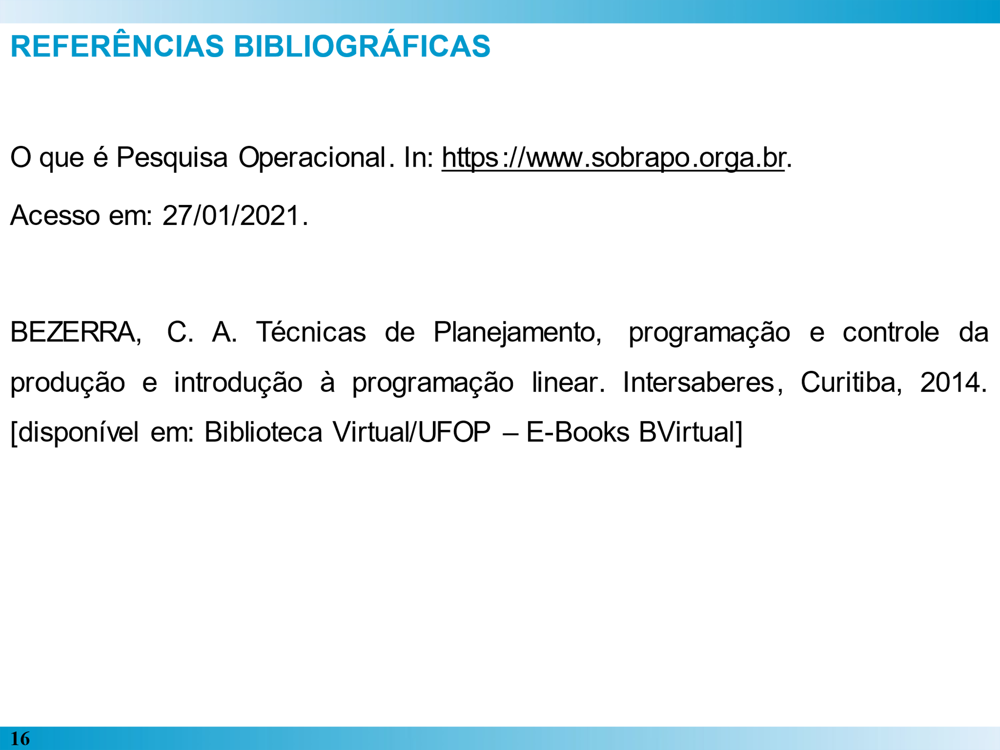 REFERÊNCIAS BIBLIOGRÁFICAS
O que é Pesquisa Operacional. In: https://www.sobrapo.orga.br.
Acesso em: 27/01/2021.
BEZERRA, C. A. Técnicas de Planejamento, programação e controle da
produção e introdução à programação linear. Intersaberes, Curitiba, 2014.
[disponível em: Biblioteca Virtual/UFOP – E-Books BVirtual]
16